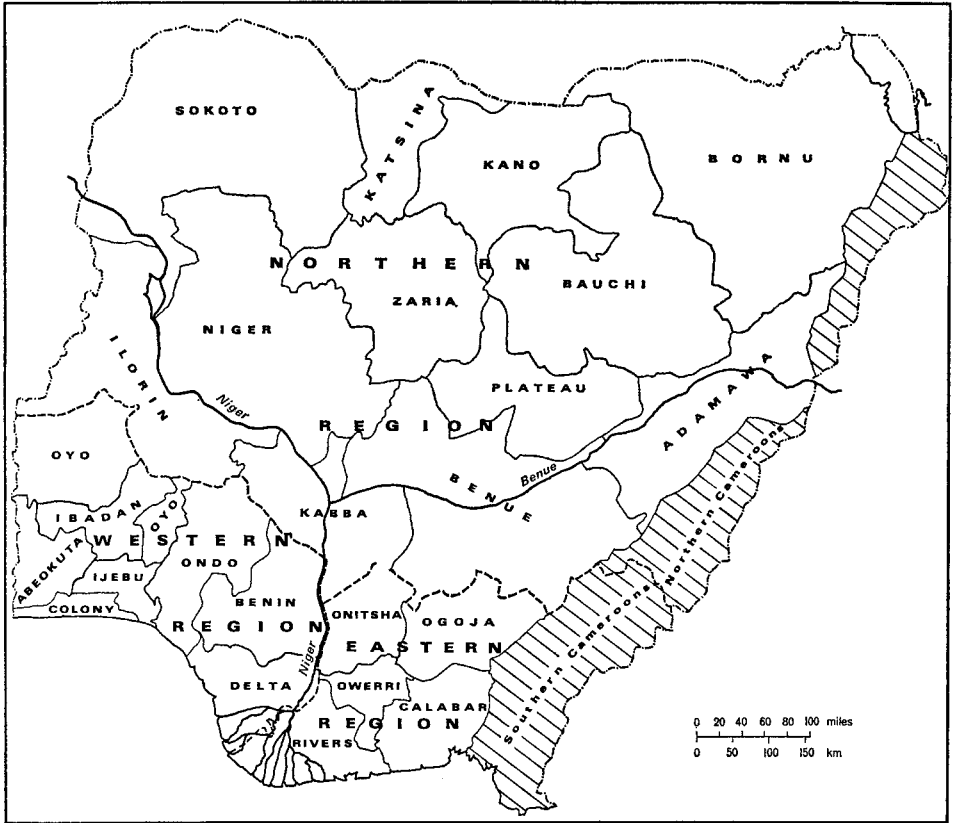 SOKOTO
KATSINA
KANO
BORNU
NORTHERN
BAUCHI
ZARIA
NIGER
ILORIN
PLATEAU
ADAMAWA
Niger
REGION
OYO
Benue
BENUE
KABBA
IBADAN
OYO
WESTERN
ONDO
ABEOKUTA
IJEBU
COLONY
BENIN
REGION
ONITSHA
OGOJA
EASTERN
Niger
DELTA
OWERRI
CALABAR
REGION
RIVERS
Southern Cameroons
Northern Cameroons
0 20 40 60 80 100 miles
0 50 100 150 km